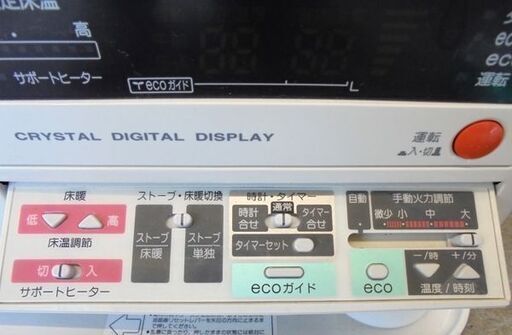 定保温
高
サポートヒーター
ecoガイド
L
eco
運転
CRYSTAL DIGITAL DISPLAY
運転
入・切
床暖
低 高
床温調節
切 入
サポートヒーター
ストーブ・床暖切換
ストーブ
床暖
ストーブ
単独
時計・タイマー
通常
時計
合せ
タイマー
合せ
タイマーセット
ecoガイド
自動
手動火力調節
微少 小 中 大
eco
−/時 +/分
温度/時刻